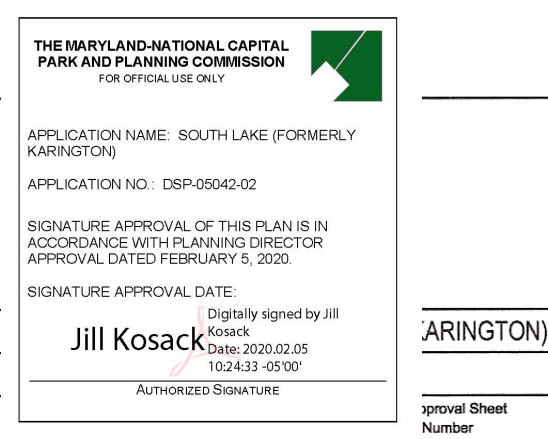 THE MARYLAND-NATIONAL CAPITAL
PARK AND PLANNING COMMISSION
FOR OFFICIAL USE ONLY
APPLICATION NAME: SOUTH LAKE (FORMERLY
KARINGTON)
APPLICATION NO.: DSP-05042-02
SIGNATURE APPROVAL OF THIS PLAN IS IN
ACCORDANCE WITH PLANNING DIRECTOR
APPROVAL DATED FEBRUARY 5, 2020.
SIGNATURE APPROVAL DATE:
Jill Kosack
Digitally signed by Jill
Kosack
Date: 2020.02.05
10:24:33 -05'00'
AUTHORIZED SIGNATURE
ARINGTON)
pproval Sheet
Number